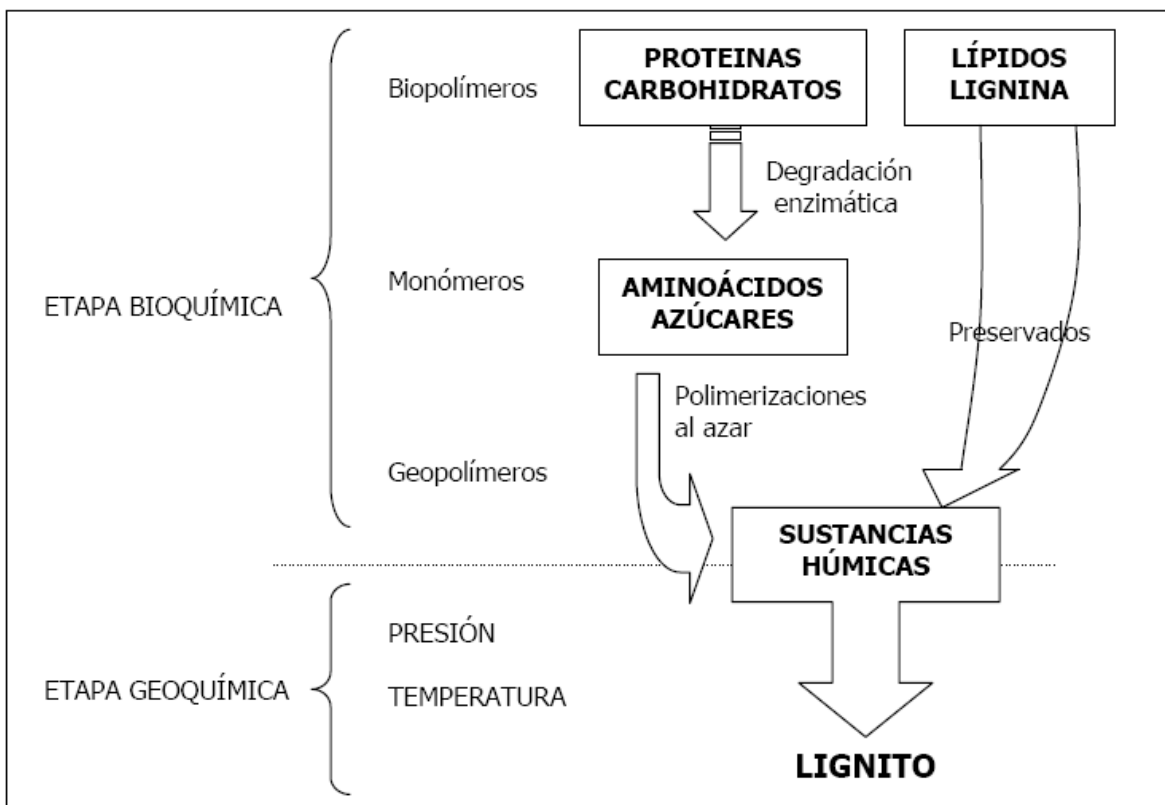 PROTEINAS
CARBOHIDRATOS
LÍPIDOS
LIGNINA
Biopolímeros
Degradación
enzimática
ETAPA BIOQUÍMICA
Monómeros
AMINOÁCIDOS
AZÚCARES
Preservados
Polimerizaciones
al azar
Geopolímeros
SUSTANCIAS
HÚMICAS
PRESIÓN
ETAPA GEOQUÍMICA
TEMPERATURA
LIGNITO